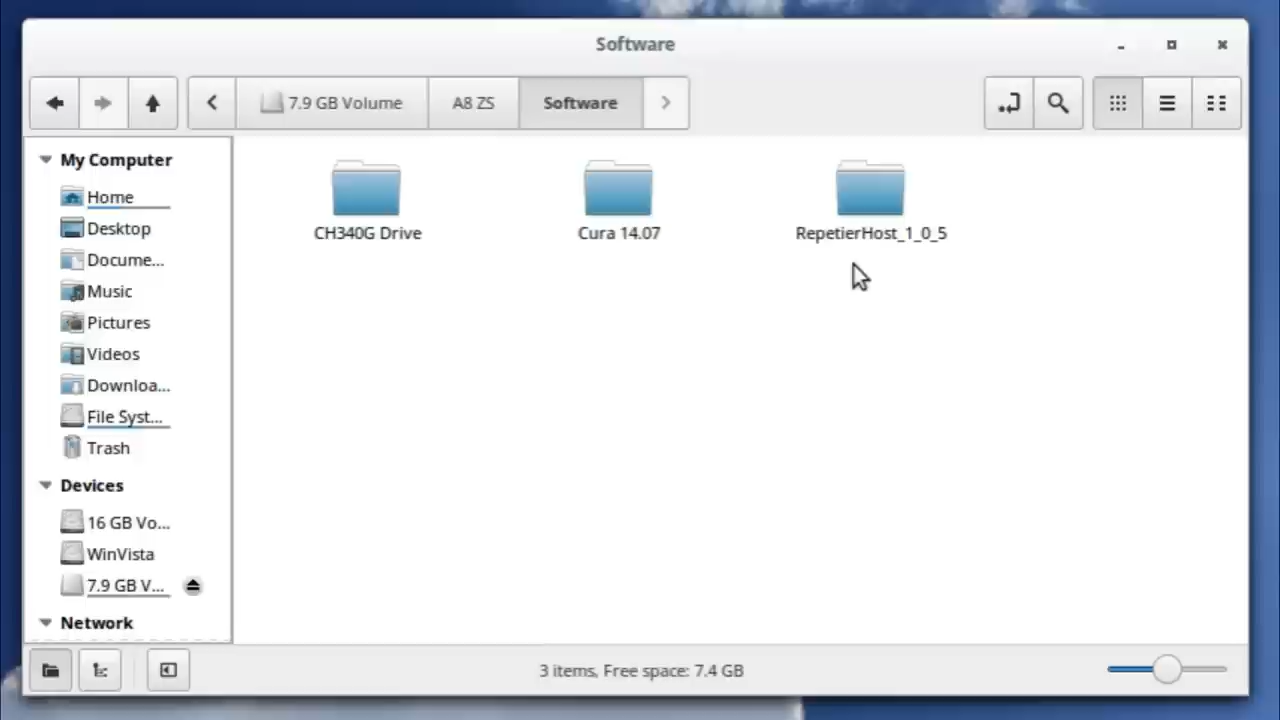 Software
7.9 GB Volume
A8 ZS
Software
My Computer
Home
Desktop
Docume...
Music
Pictures
Videos
Downloa...
File Syst...
Trash
Devices
16 GB Vo...
WinVista
7.9 GB V...
Network
CH340G Drive
Cura 14.07
RepetierHost_1_0_5
3 items, Free space: 7.4 GB